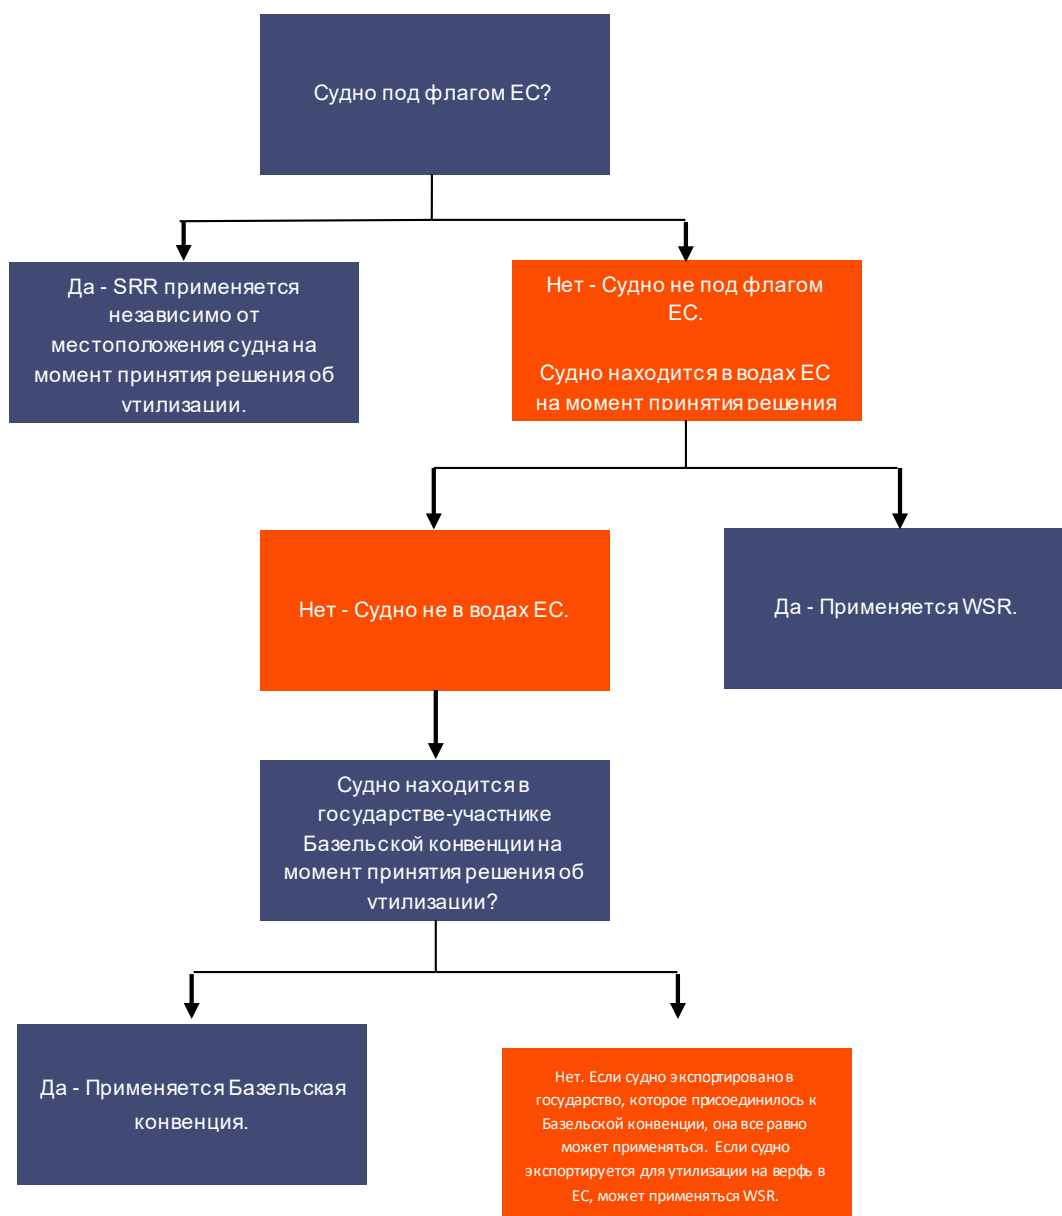 Судно под флагом ЕС?
Да - SRR применяется
независимо от
местоположения судна на
момент принятия решения об
утилизации.
Нет - Судно не под флагом
ЕС.
Судно находится в водах ЕС
на момент принятия решения
Нет - Судно не в водах ЕС.
Да - Применяется WSR.
Судно находится в
государстве-участнике
Базельской конвенции на
момент принятия решения об
утилизации?
Да - Применяется Базельская
конвенция.
Нет. Если судно экспортировано в
государство, которое присоединилось к
Базельской конвенции, она все равно
может применяться. Если судно
экспортируется для утилизации на верфь в
ЕС, может применяться WSR.